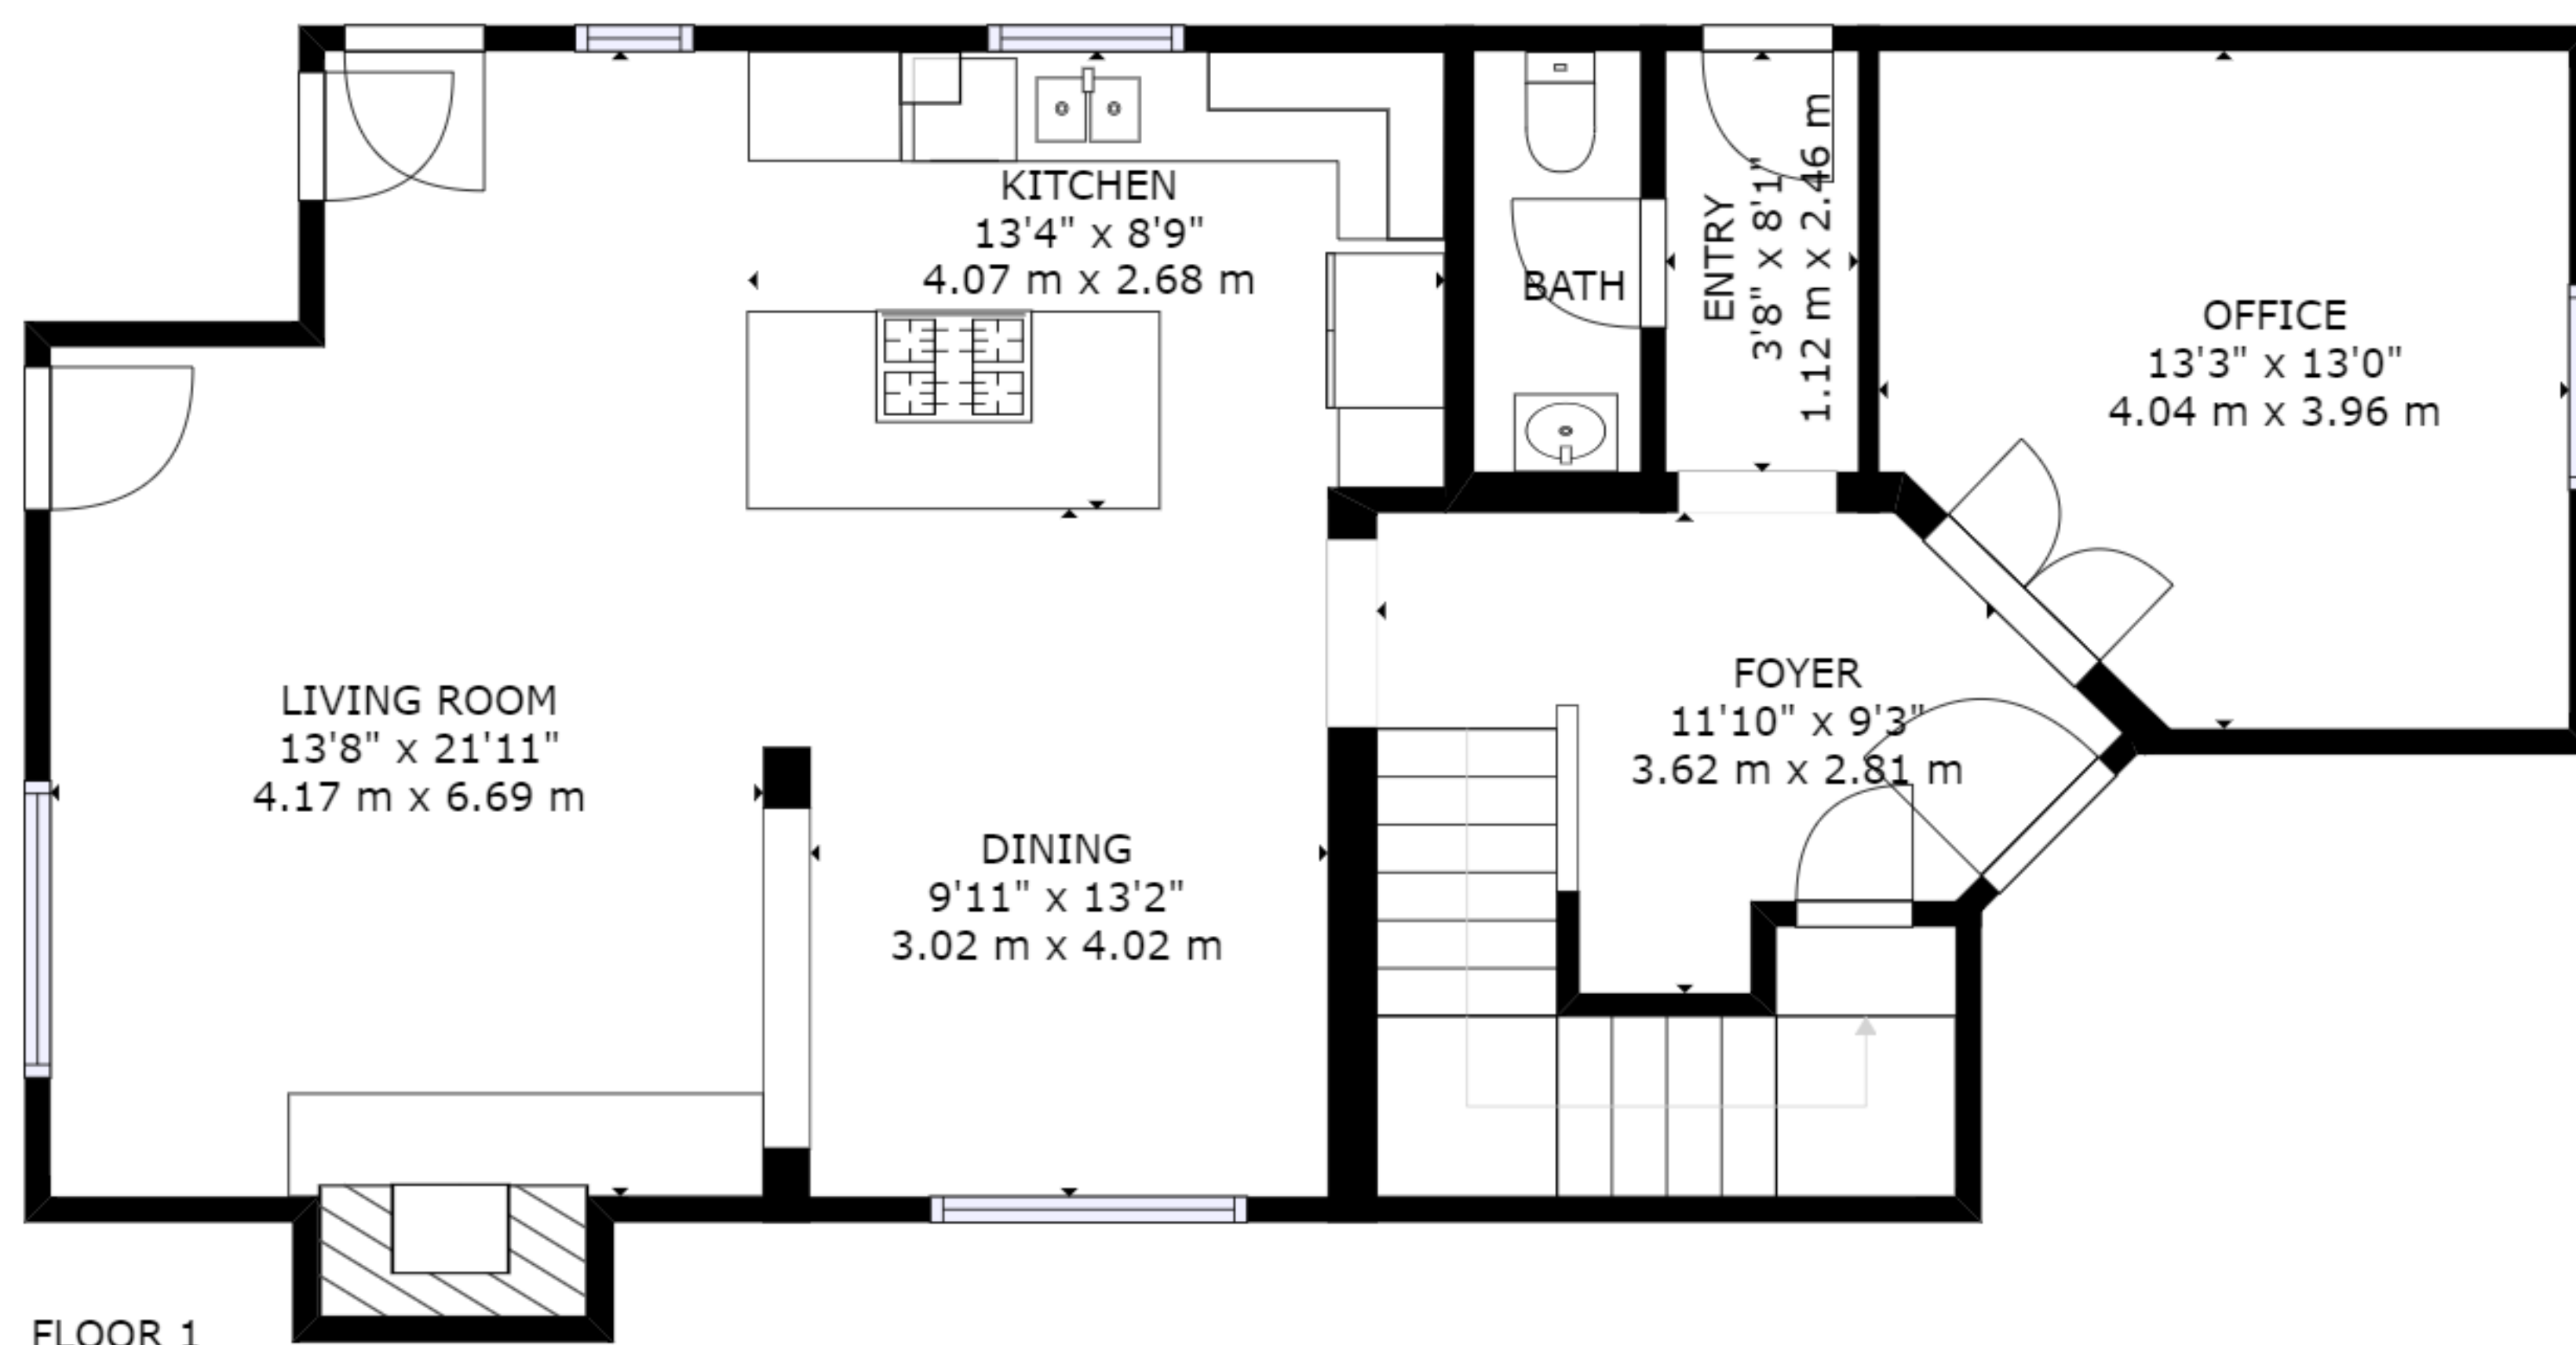 KITCHEN
13'4" x 8'9"
4.07 m x 2.68 m
BATH
ENTRY
3'8" x 8'1"
1.12 m x 2.46 m
OFFICE
13'3" x 13'0"
4.04 m x 3.96 m
LIVING ROOM
13'8" x 21'11"
4.17 m x 6.69 m
DINING
9'11" x 13'2"
3.02 m x 4.02 m
FOYER
11'10" x 9'3"
3.62 m x 2.81 m
FLOOR 1